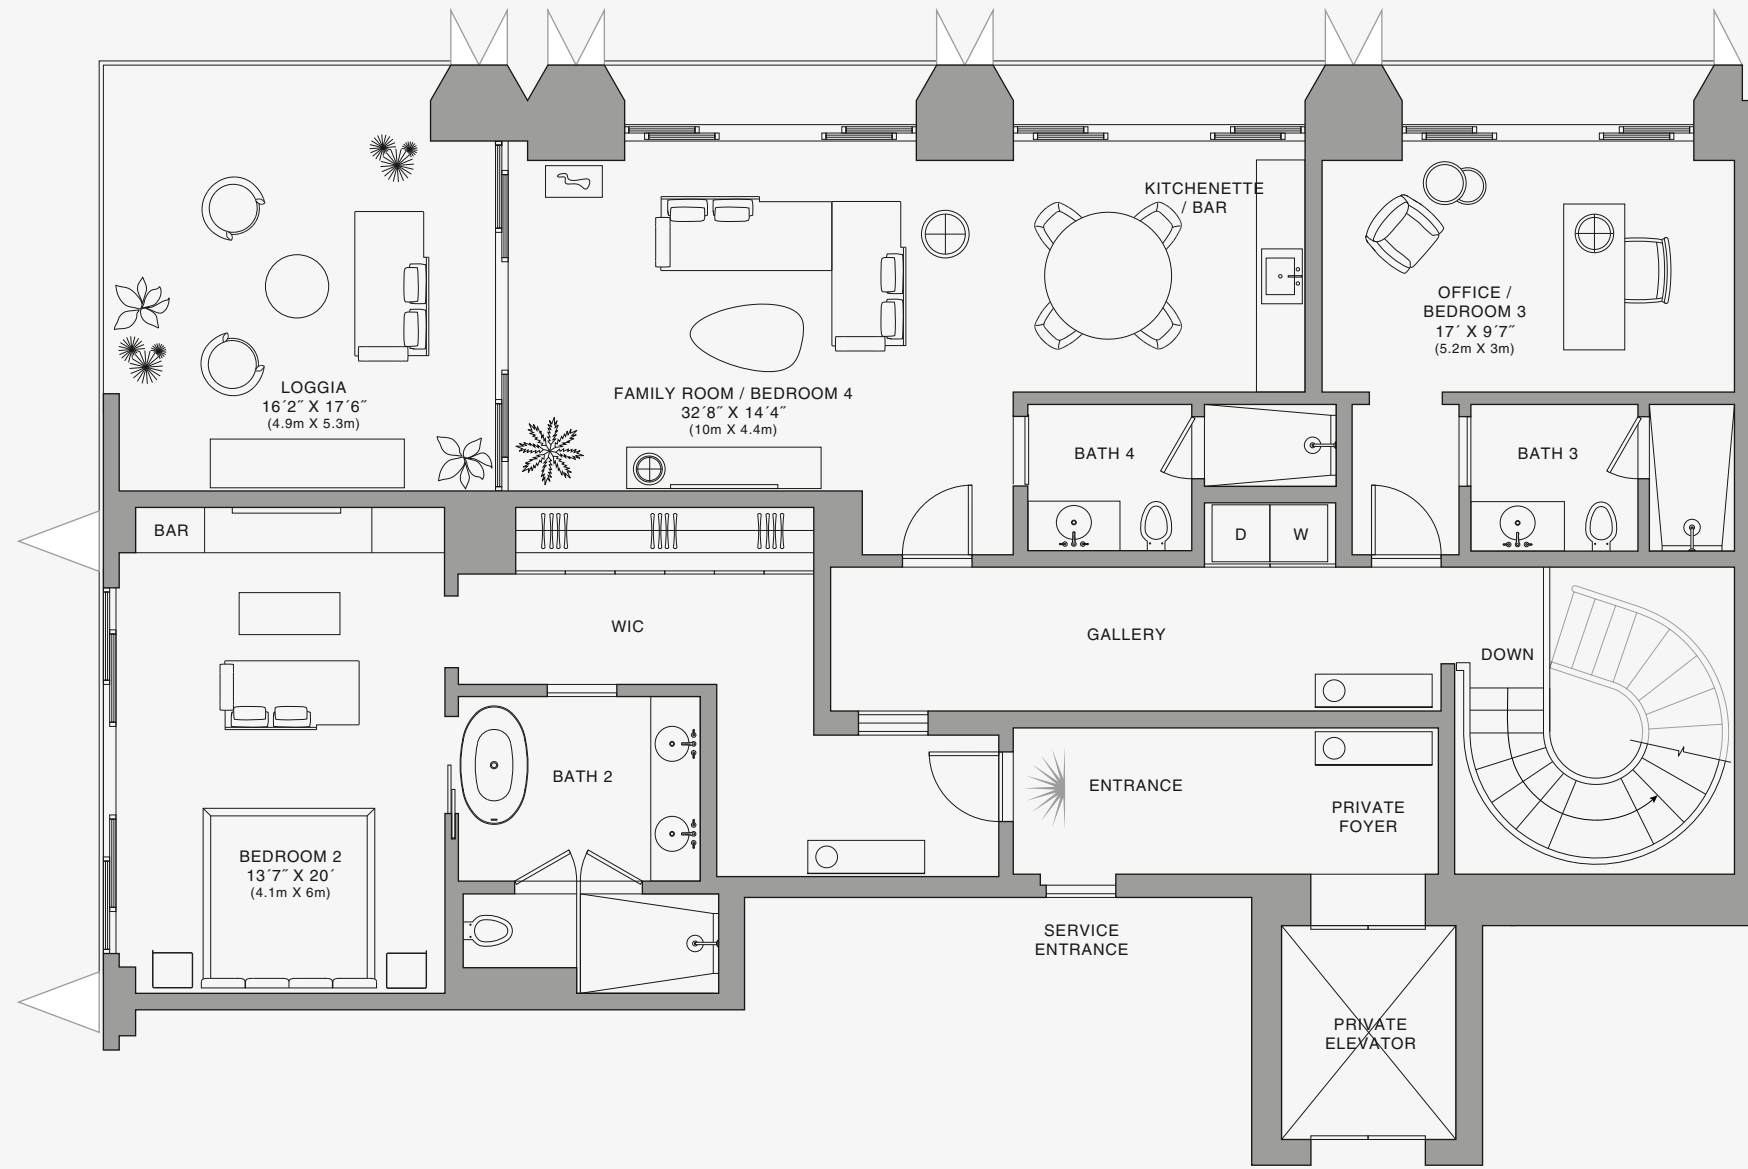 KITCHENETTE
/ BAR
OFFICE /
BEDROOM 3
17´ X 9´7˝
(5.2m X 3m)
LOGGIA
16´2˝ X 17´6˝
(4.9m X 5.3m)
FAMILY ROOM / BEDROOM 4
32´8˝ X 14´4˝
(10m X 4.4m)
BATH 4
BATH 3
BAR
D
W
WIC
GALLERY
DOWN
BATH 2
ENTRANCE
PRIVATE
FOYER
BEDROOM 2
13´7˝ X 20´
(4.1m X 6m)
SERVICE
ENTRANCE
PRIVATE
ELEVATOR